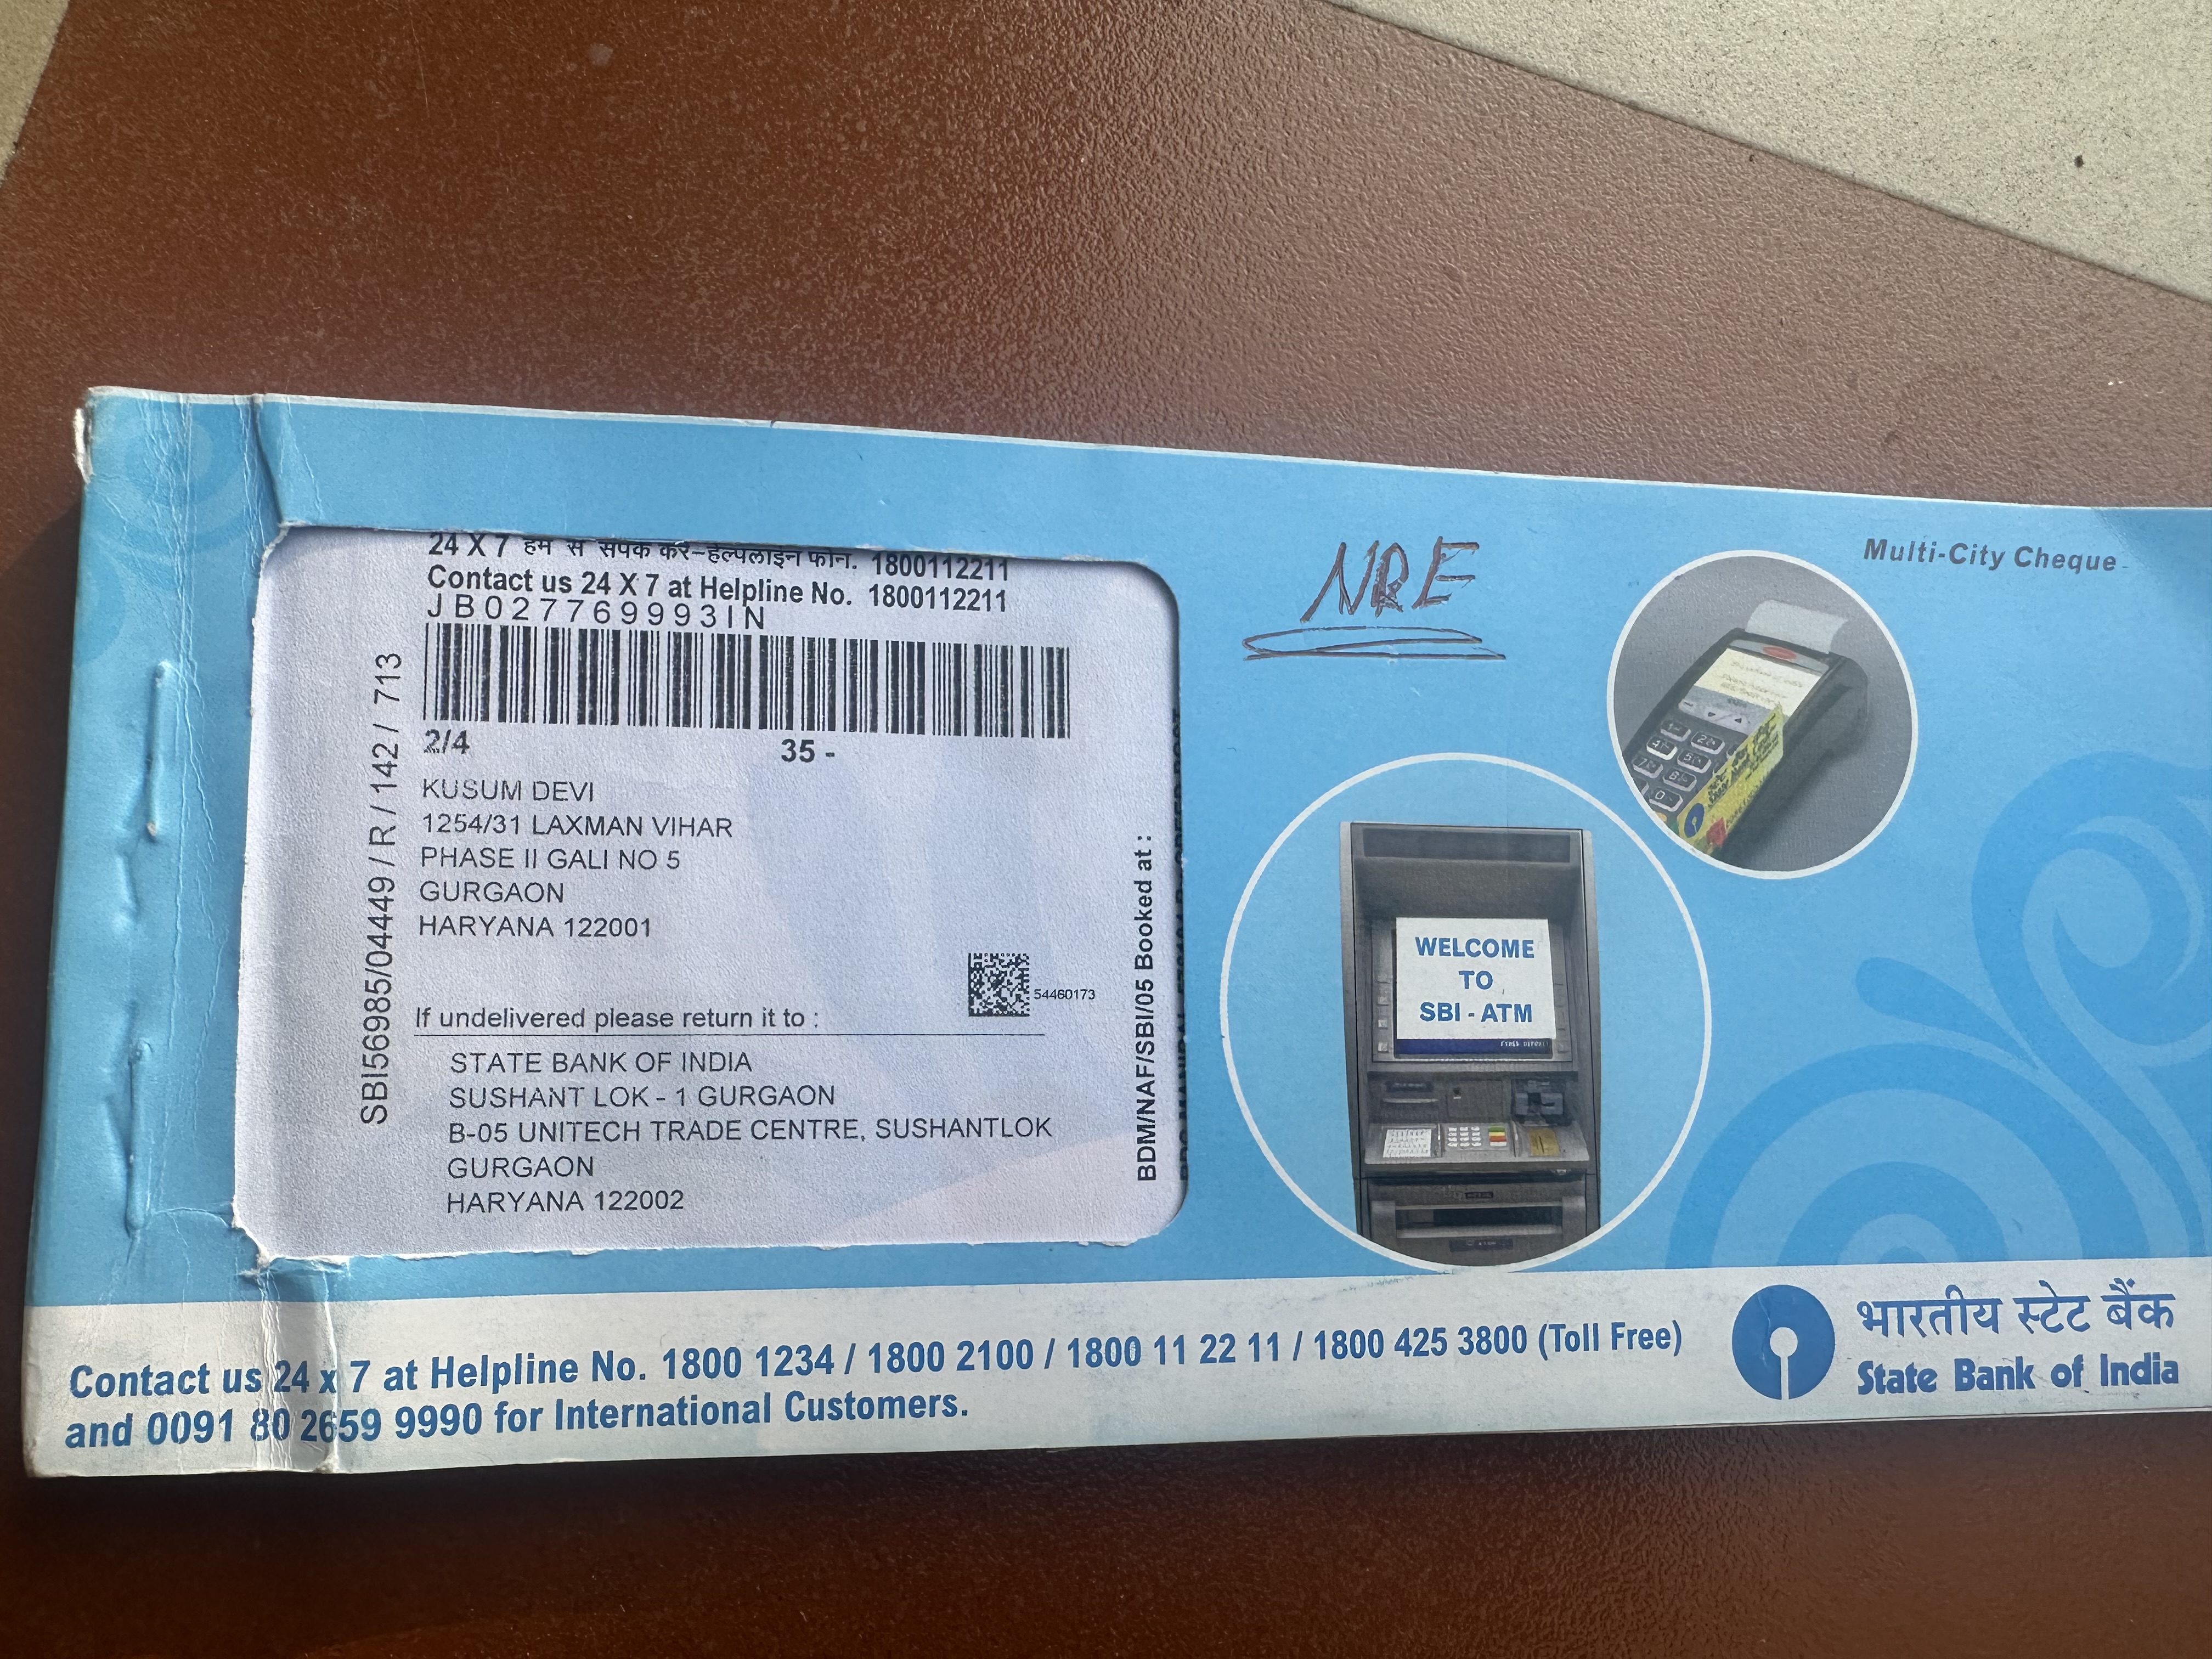 24 X 7 हम से संपर्क करें–हेल्पलाईन फोन. 1800112211
Contact us 24 X 7 at Helpline No. 1800112211
JB027769993IN
SBI56985/04449 / R / 142 / 713
2/4 35 -
KUSUM DEVI
1254/31 LAXMAN VIHAR
PHASE II GALI NO 5
GURGAON
HARYANA 122001
54460173
If undelivered please return it to :
STATE BANK OF INDIA
SUSHANT LOK - 1 GURGAON
B-05 UNITECH TRADE CENTRE, SUSHANTLOK
GURGAON
HARYANA 122002
BDM/NAF/SBI/05 Booked at :
NRE
Multi-City Cheque
WELCOME
TO
SBI - ATM
Contact us 24 x 7 at Helpline No. 1800 1234 / 1800 2100 / 1800 11 22 11 / 1800 425 3800 (Toll Free)
and 0091 80 2659 9990 for International Customers.
भारतीय स्टेट बैंक
State Bank of India